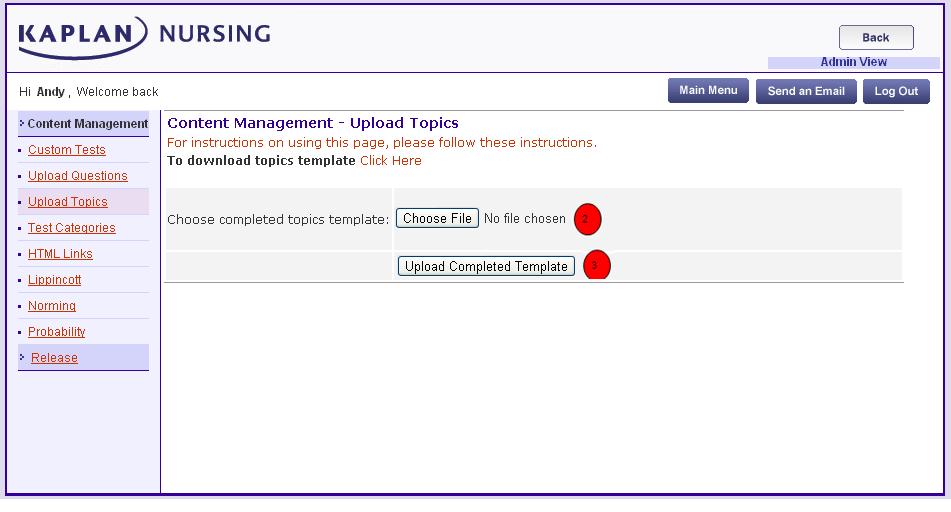 KAPLAN NURSING
Back
Admin View
Hi Andy , Welcome back
Main Menu
Send an Email
Log Out
Content Management
Custom Tests
Upload Questions
Upload Topics
Test Categories
HTML Links
Lippincott
Norming
Probability
Release
Content Management - Upload Topics
For instructions on using this page, please follow these instructions.
To download topics template Click Here
Choose completed topics template: Choose File No file chosen 2
Upload Completed Template 3